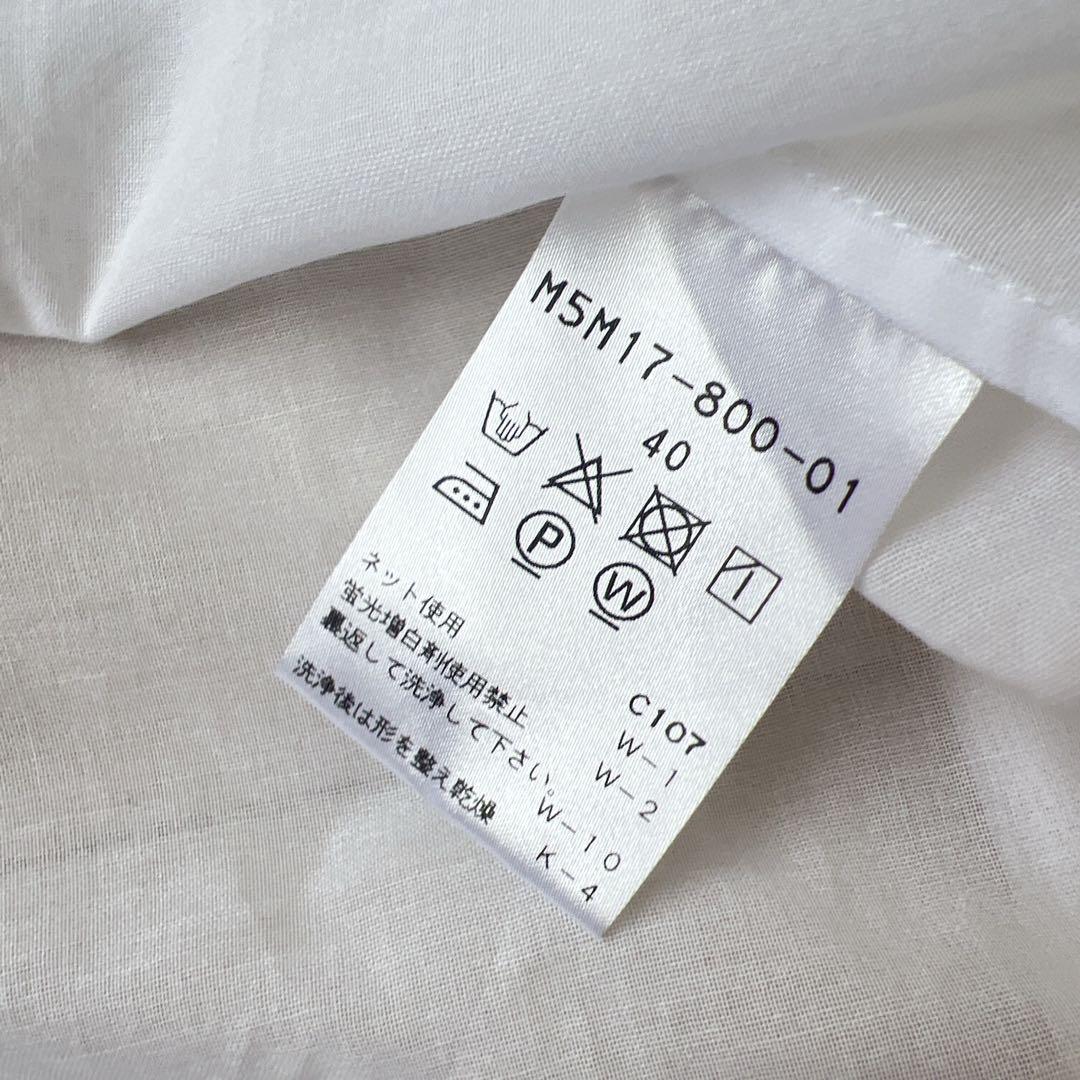 M5M17-800-01
40
P
W
ネット使用
蛍光増白剤使用禁止
裏返して洗浄して下さい。
洗浄後は形を整え乾燥
C107
W-1
W-2
W-10
K-4